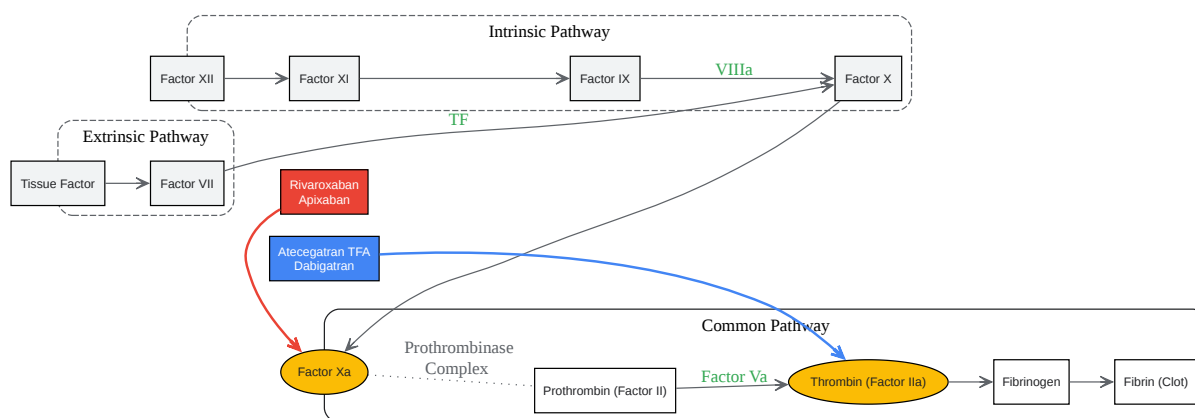 Intrinsic Pathway
Factor XII
Factor XI
Factor IX
VIIIa
Factor X
TF
Extrinsic Pathway
Tissue Factor
Factor VII
Rivaroxaban
Apixaban
Atecegatran TFA
Dabigatran
Common Pathway
Factor Xa
Prothrombinase
Complex
Prothrombin (Factor II)
Factor Va
Thrombin (Factor IIa)
Fibrinogen
Fibrin (Clot)